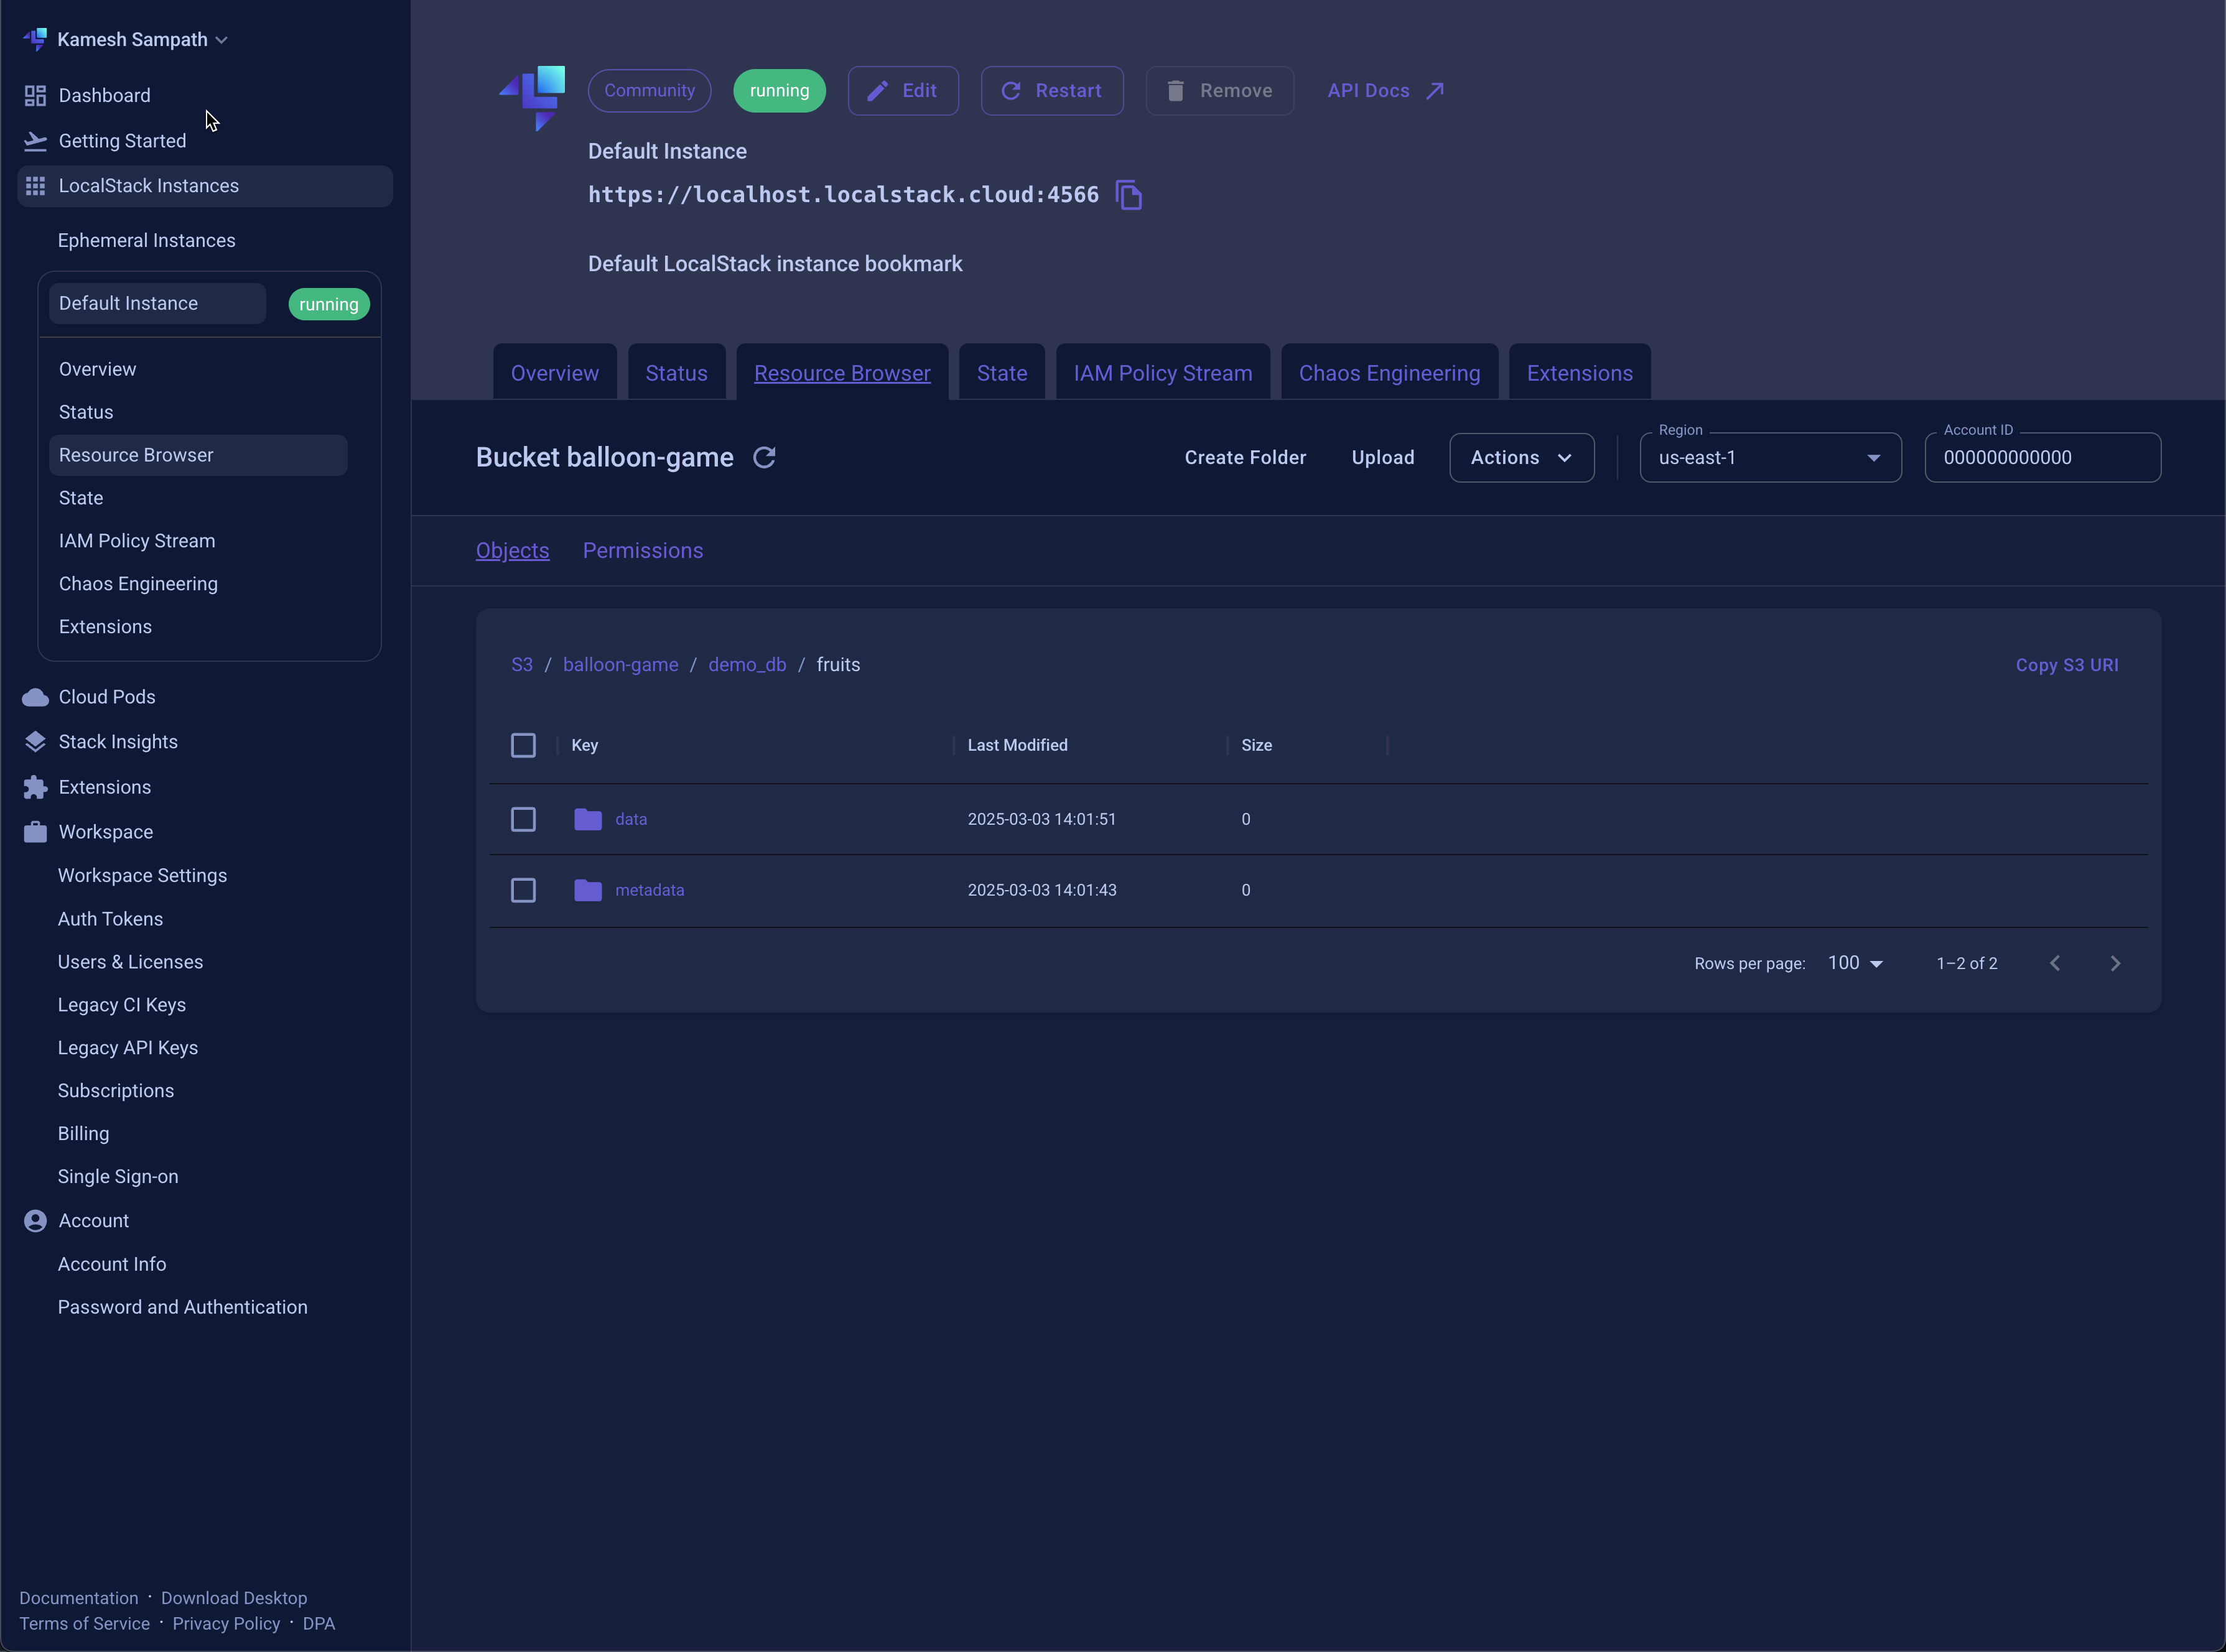 Kamesh Sampath
Dashboard
Getting Started
LocalStack Instances
Ephemeral Instances
Default Instance running
Overview
Status
Resource Browser
State
IAM Policy Stream
Chaos Engineering
Extensions
Cloud Pods
Stack Insights
Extensions
Workspace
Workspace Settings
Auth Tokens
Users & Licenses
Legacy CI Keys
Legacy API Keys
Subscriptions
Billing
Single Sign-on
Account
Account Info
Password and Authentication
Documentation · Download Desktop
Terms of Service · Privacy Policy · DPA
Community running Edit Restart Remove API Docs
Default Instance
https://localhost.localstack.cloud:4566
Default LocalStack instance bookmark
Overview Status Resource Browser State IAM Policy Stream Chaos Engineering Extensions
Region Account ID
Bucket balloon-game Create Folder Upload Actions us-east-1 000000000000
Objects Permissions
S3 / balloon-game / demo_db / fruits Copy S3 URI
Key Last Modified Size
data 2025-03-03 14:01:51 0
metadata 2025-03-03 14:01:43 0
Rows per page: 100 1–2 of 2